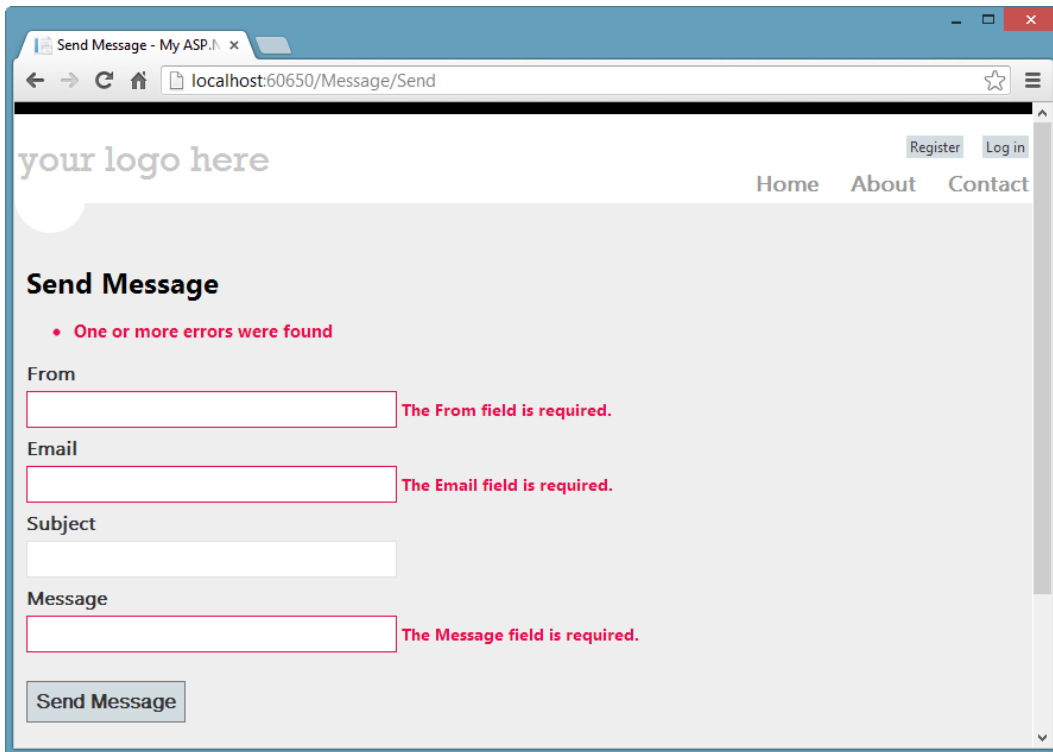 Send Message - My ASP.N
localhost:60650/Message/Send
your logo here
Register Log in
Home About Contact
Send Message
• One or more errors were found
From
The From field is required.
Email
The Email field is required.
Subject
Message
The Message field is required.
Send Message